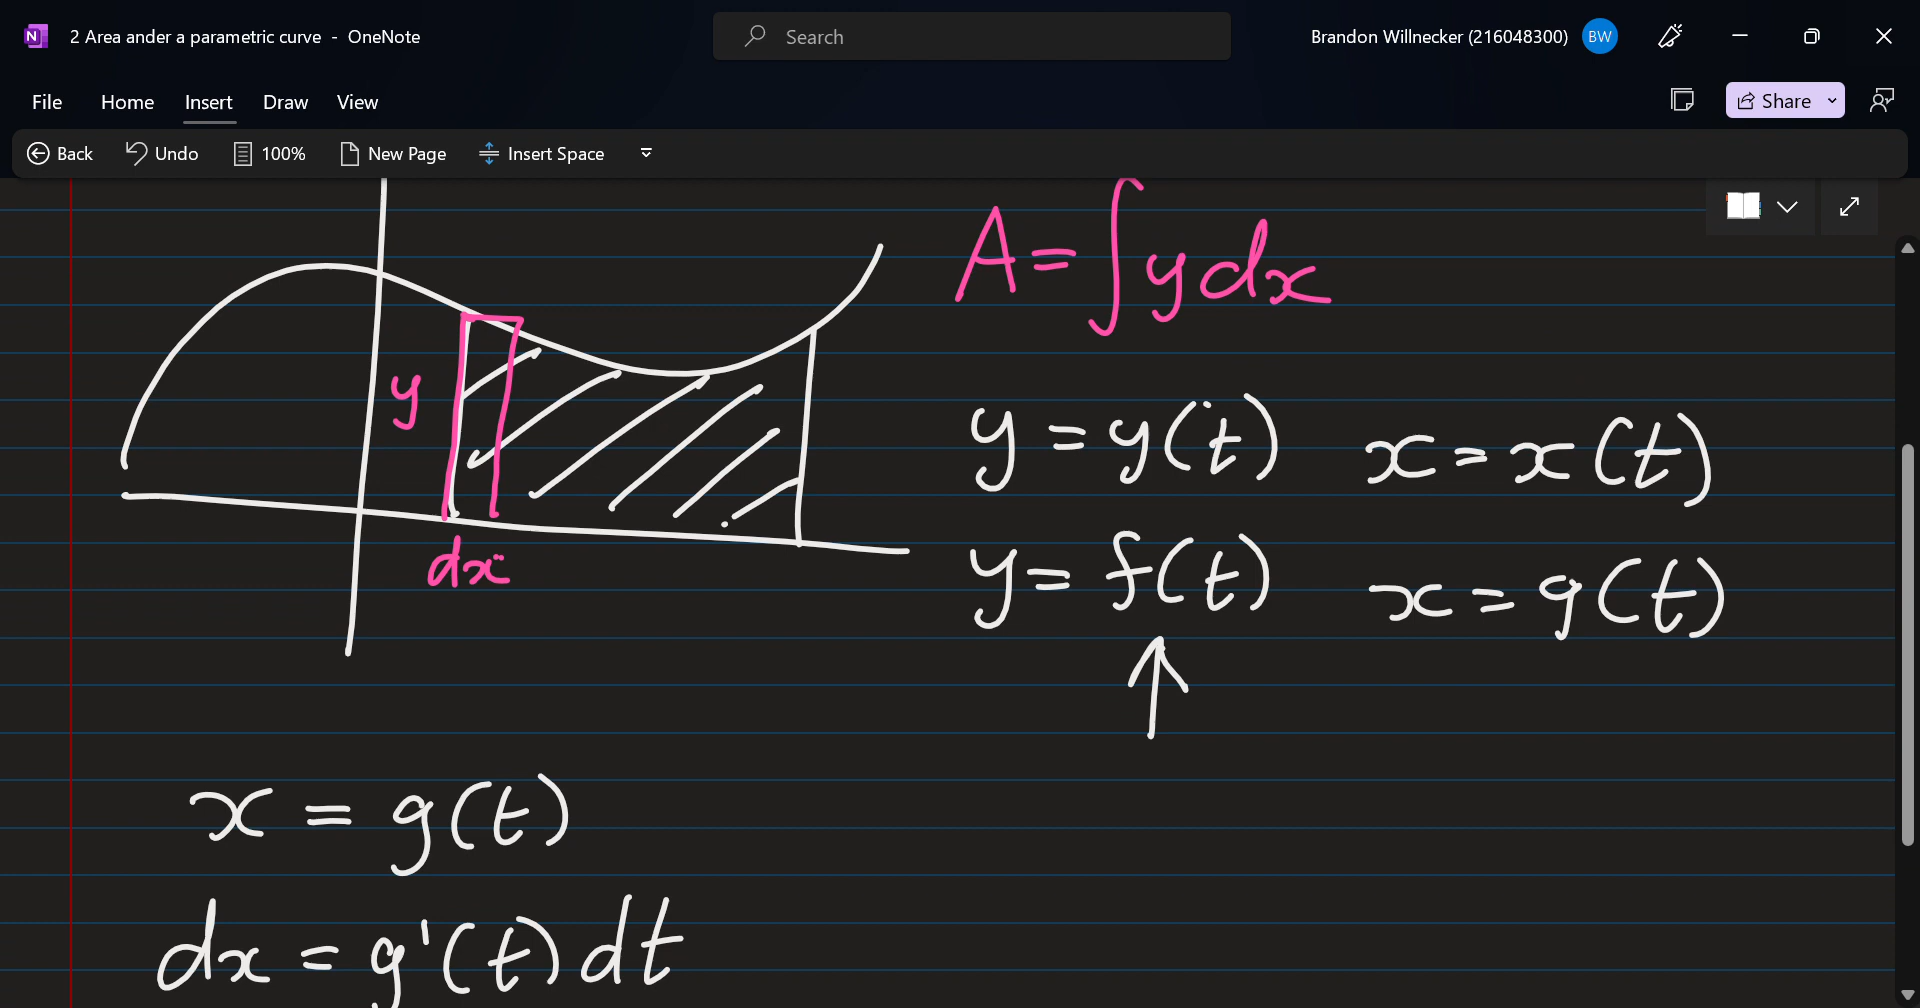 2 Area ander a parametric curve - OneNote
Search
Brandon Willnecker (216048300) BW
File Home Insert Draw View
Share
Back Undo 100% New Page Insert Space
A = ∫ y dx
y
dx
y = y(t) x = x(t)
y = f(t) x = g(t)
x = g(t)
dx = g'(t) dt